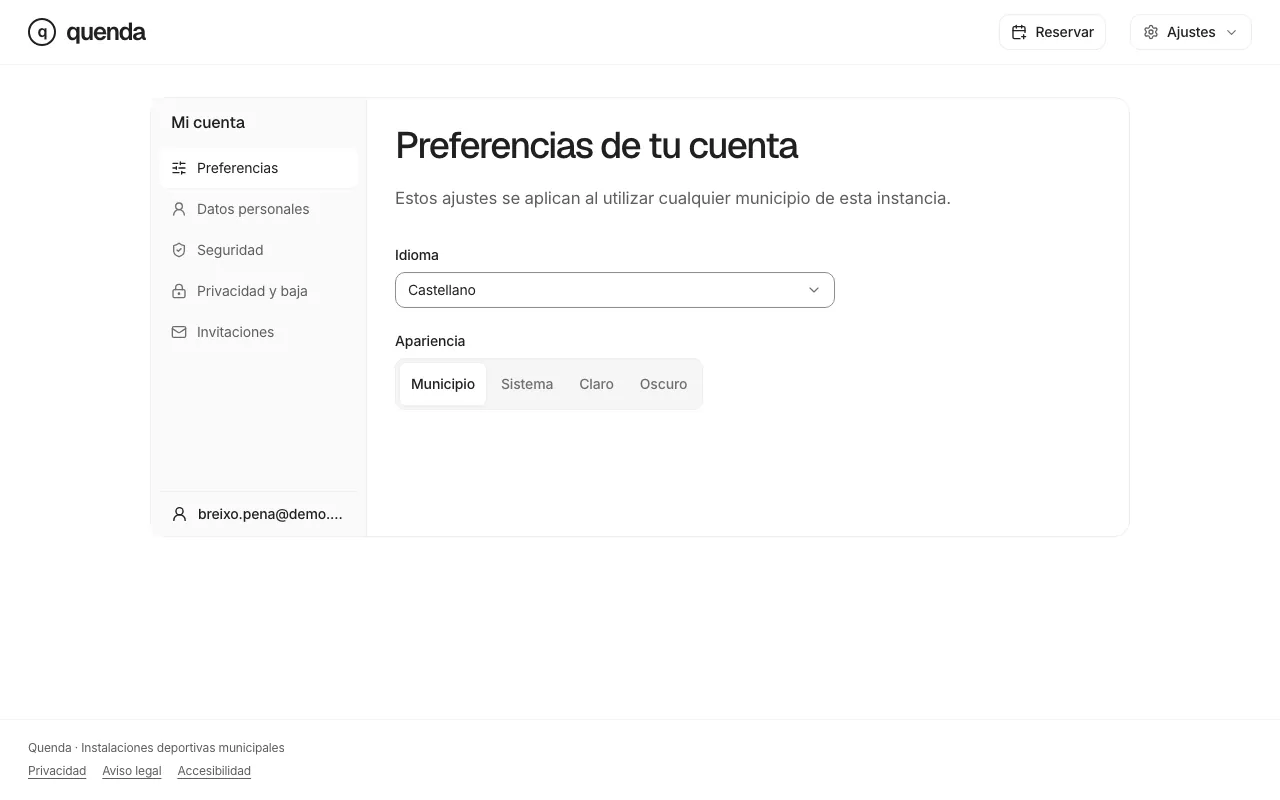 q quenda
Reservar
Ajustes
Mi cuenta
Preferencias
Datos personales
Seguridad
Privacidad y baja
Invitaciones
breixo.pena@demo....
Preferencias de tu cuenta
Estos ajustes se aplican al utilizar cualquier municipio de esta instancia.
Idioma
Castellano
Apariencia
Municipio Sistema Claro Oscuro
Quenda · Instalaciones deportivas municipales
Privacidad Aviso legal Accesibilidad